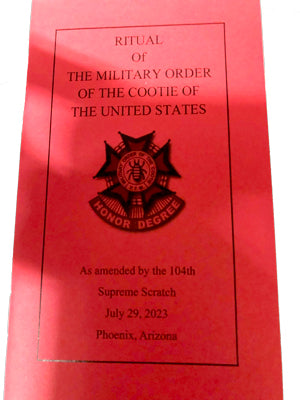 RITUAL
Of
THE MILITARY ORDER
OF THE COOTIE OF
THE UNITED STATES
HONOR DEGREE
As amended by the 104th
Supreme Scratch
July 29, 2023
Phoenix, Arizona